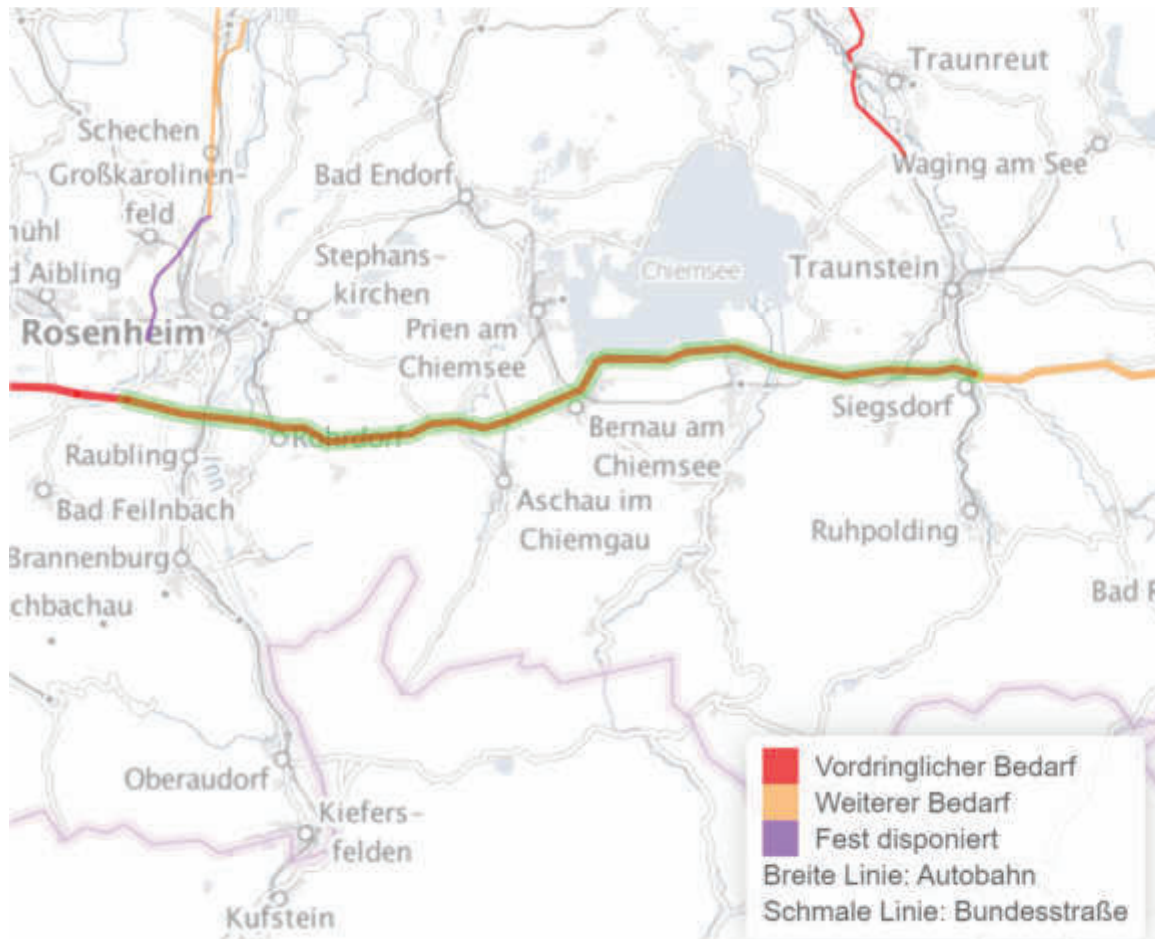 Traunreut
Schechen
Großkarolinen-
feld
Bad Endorf
Waging am See
d Aibling
Stephans-
kirchen
Chiemsee
Traunstein
Rosenheim
Prien am
Chiemsee
Siegsdorf
Rohrdorf
Raubling
Inn
Bernau am
Chiemsee
Bad Feilnbach
Aschau im
Chiemgau
Ruhpolding
Brannenburg
chbachau
Bad R
Oberaudorf
Kiefers-
felden
Kufstein
Vordringlicher Bedarf
Weiterer Bedarf
Fest disponiert
Breite Linie: Autobahn
Schmale Linie: Bundesstraße